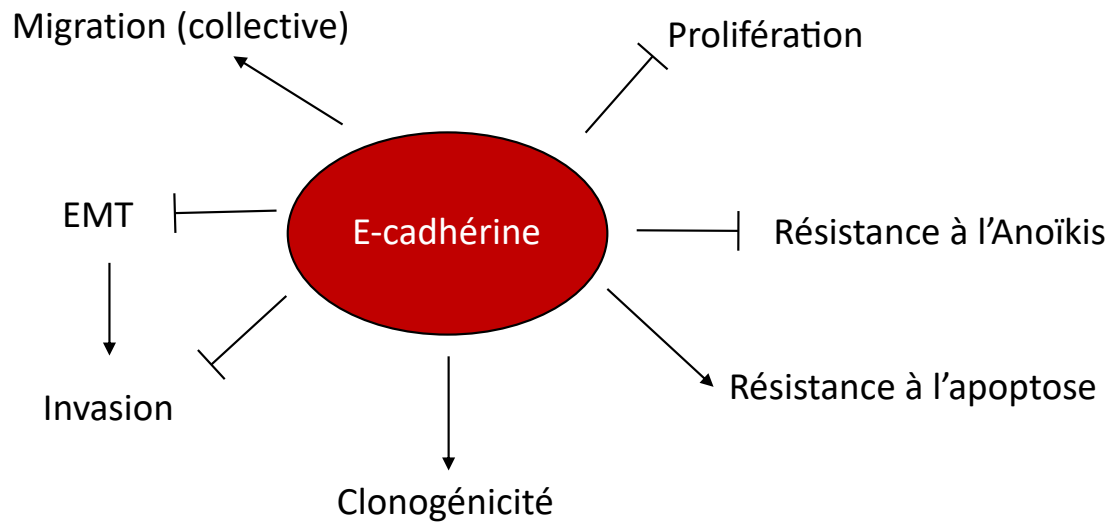 Migration (collective)
Prolifération
EMT
E-cadhérine
Résistance à l’Anoïkis
Résistance à l’apoptose
Invasion
Clonogénicité